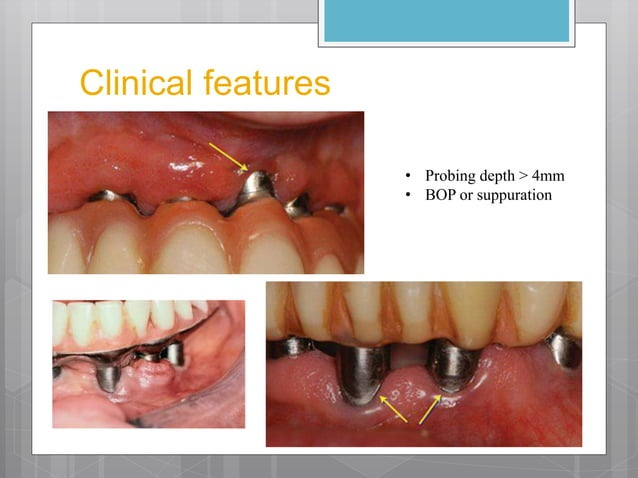 Clinical features
• Probing depth > 4mm
• BOP or suppuration